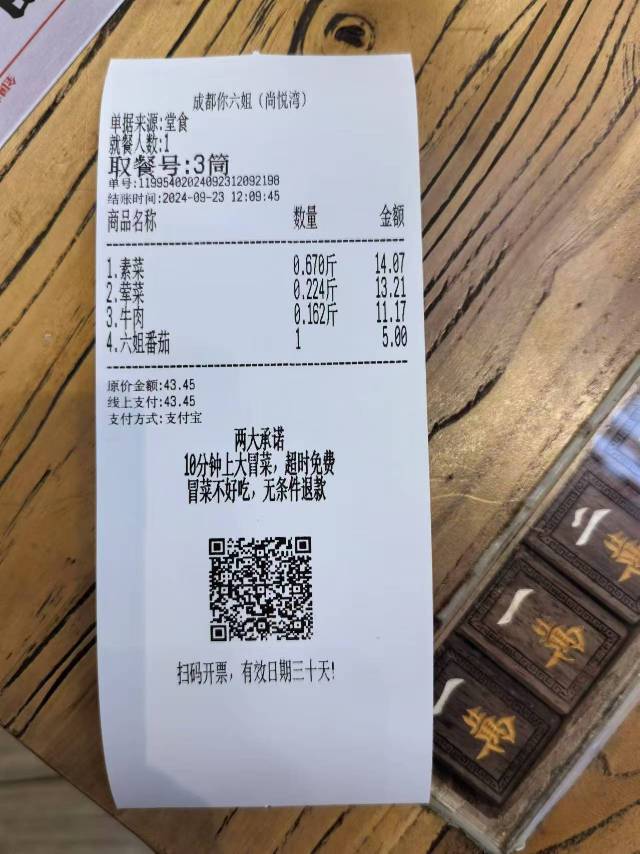 成都你六姐（尚悦湾）
单据来源:堂食
就餐人数:1
取餐号:3筒
单号:11995402024092312092198
结账时间:2024-09-23 12:09:45
商品名称 数量 金额
1.素菜 0.670斤 14.07
2.荤菜 0.224斤 13.21
3.牛肉 0.162斤 11.17
4.六姐番茄 1 5.00
原价金额:43.45
线上支付:43.45
支付方式:支付宝
两大承诺
10分钟上大冒菜，超时免费
冒菜不好吃，无条件退款
扫码开票，有效日期三十天!
二萬
一萬
一萬